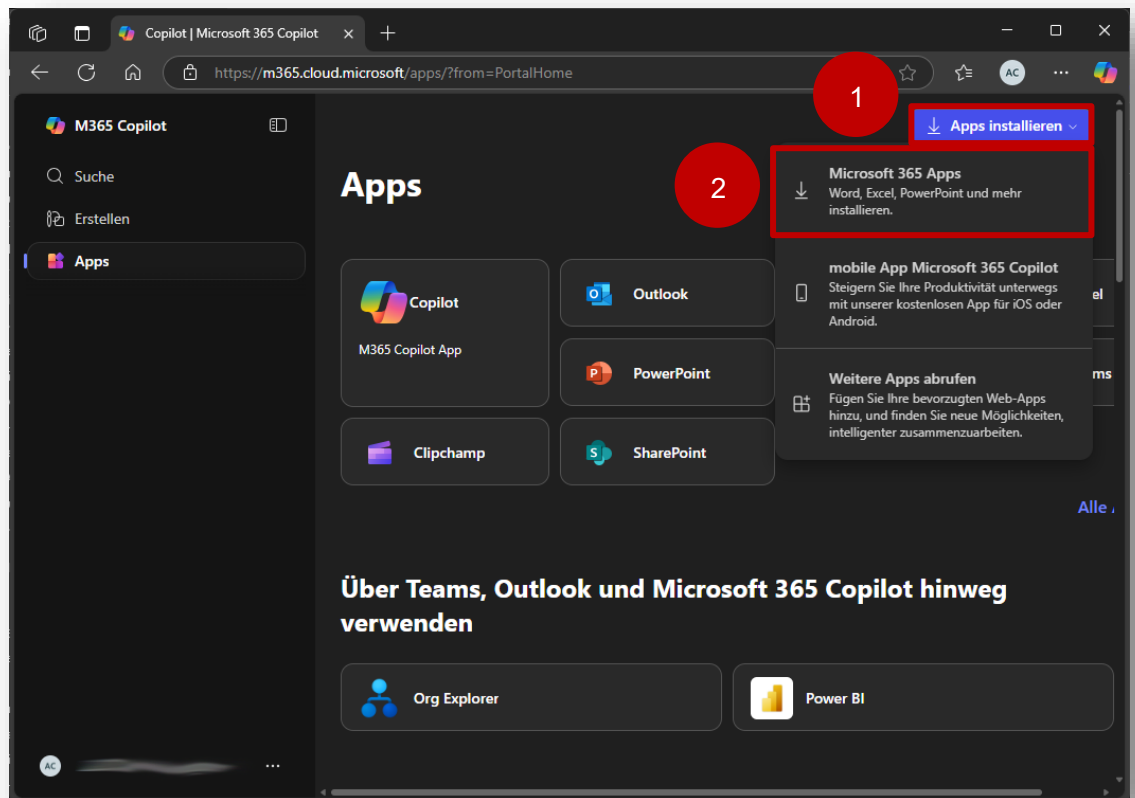 Copilot | Microsoft 365 Copilot
https://m365.cloud.microsoft/apps/?from=PortalHome
AC
1
M365 Copilot
Apps installieren
Suche
Erstellen
Apps
Apps
2
Microsoft 365 Apps
Word, Excel, PowerPoint und mehr
installieren.
mobile App Microsoft 365 Copilot
Steigern Sie Ihre Produktivität unterwegs
mit unserer kostenlosen App für iOS oder
Android.
Weitere Apps abrufen
Fügen Sie Ihre bevorzugten Web-Apps
hinzu, und finden Sie neue Möglichkeiten,
intelligenter zusammenzuarbeiten.
Copilot
M365 Copilot App
Outlook
el
PowerPoint
ms
Clipchamp
SharePoint
Alle
Über Teams, Outlook und Microsoft 365 Copilot hinweg
verwenden
Org Explorer
Power BI
AC